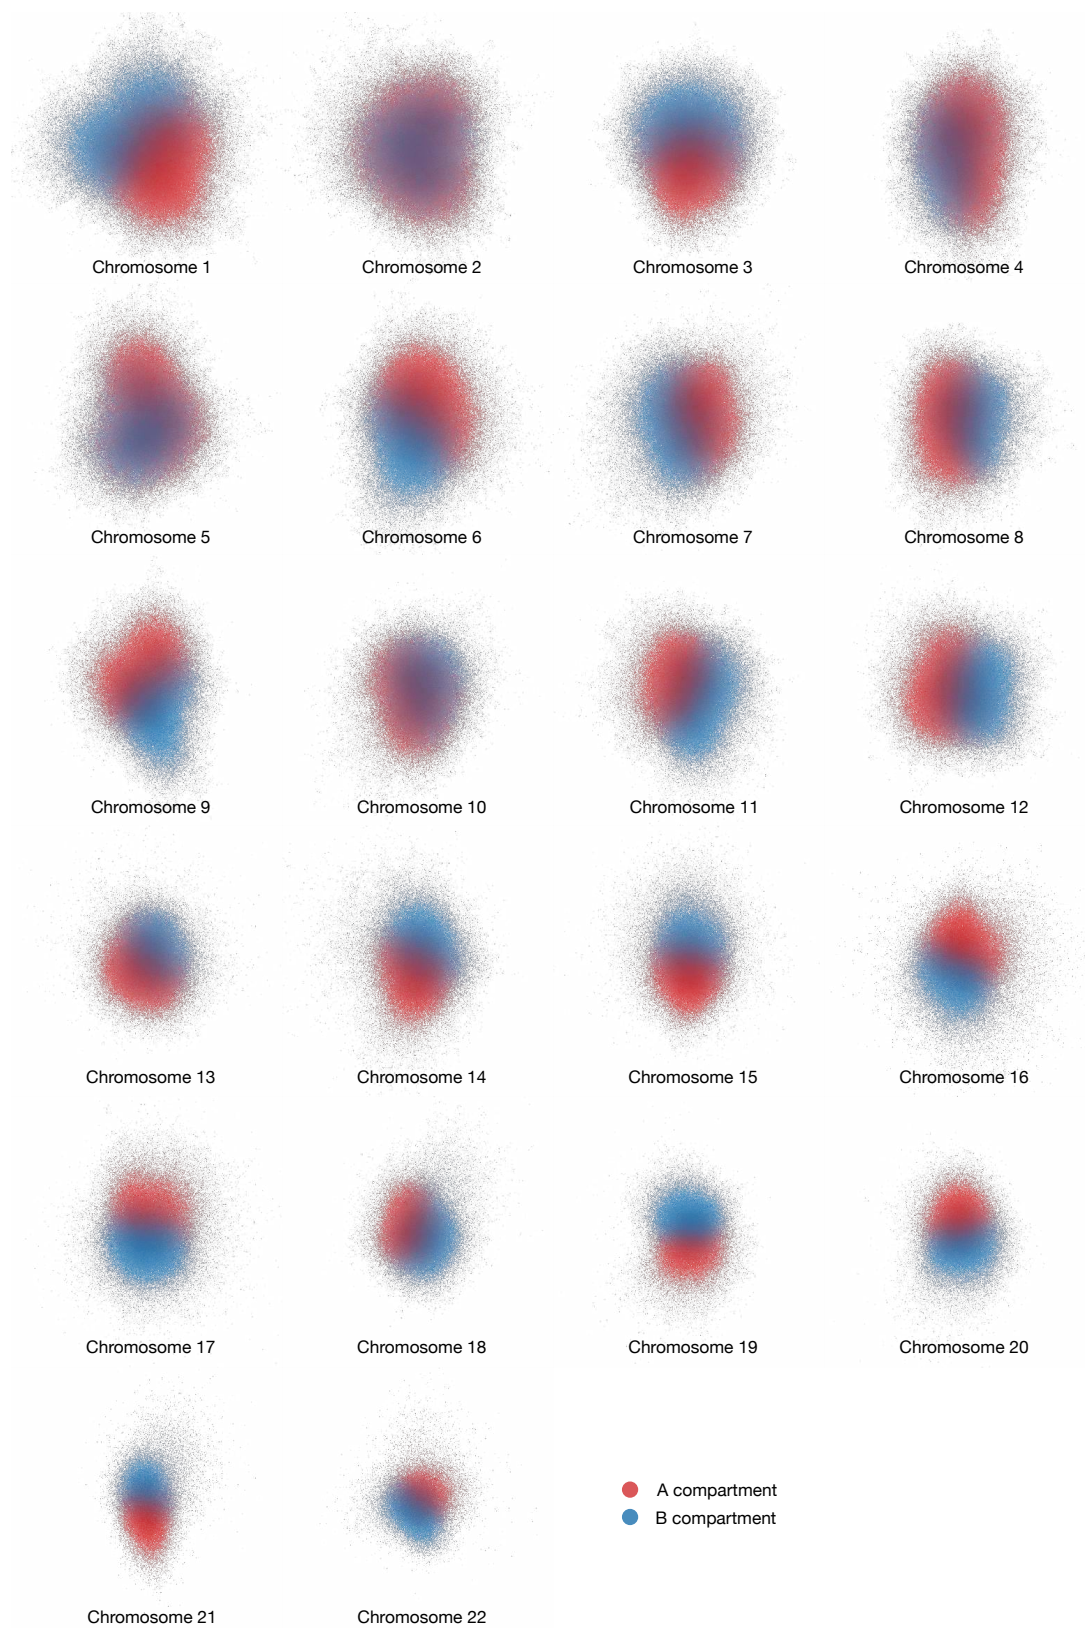 Chromosome 1
Chromosome 2
Chromosome 3
Chromosome 4
Chromosome 5
Chromosome 6
Chromosome 7
Chromosome 8
Chromosome 9
Chromosome 10
Chromosome 11
Chromosome 12
Chromosome 13
Chromosome 14
Chromosome 15
Chromosome 16
Chromosome 17
Chromosome 18
Chromosome 19
Chromosome 20
A compartment
B compartment
Chromosome 21
Chromosome 22